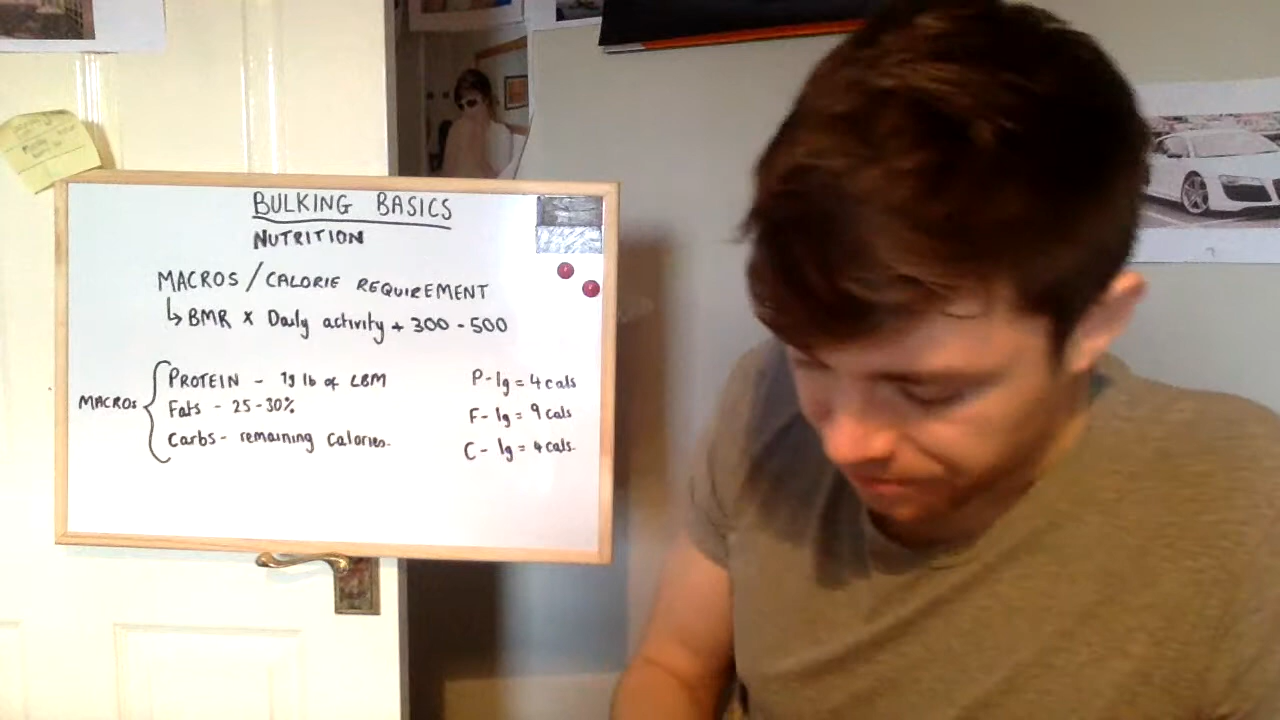 BULKING BASICS
NUTRITION
MACROS / CALORIE REQUIREMENT
↳ BMR x Daily activity + 300 - 500
MACROS
PROTEIN - 1g lb of LBM
Fats - 25-30%
Carbs - remaining calories.
P - 1g = 4 cals
F - 1g = 9 cals
C - 1g = 4 cals.